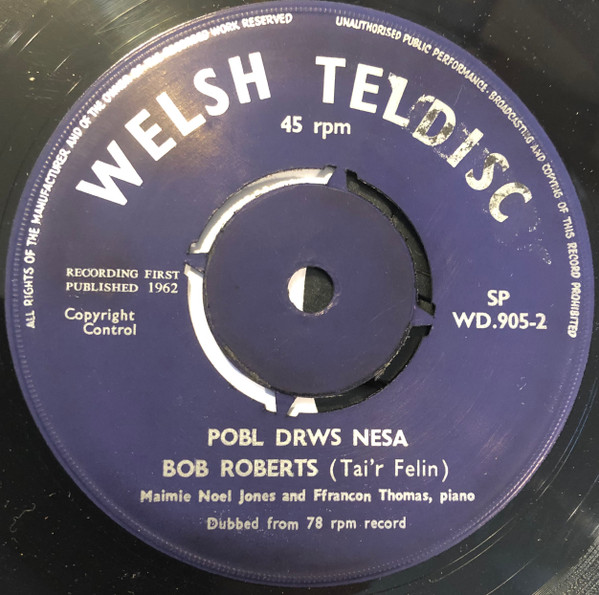 ALL RIGHTS OF THE MANUFACTURER AND OF THE OWNER OF THE RECORDED WORK RESERVED
UNAUTHORISED PUBLIC PERFORMANCE, BROADCASTING AND COPYING OF THIS RECORD PROHIBITED
WELSH TELDISC
45 rpm
RECORDING FIRST
PUBLISHED 1962
Copyright
Control
SP
WD.905-2
POBL DRWS NESA
BOB ROBERTS (Tai'r Felin)
Maimie Noel Jones and Ffrancon Thomas, piano
Dubbed from 78 rpm record